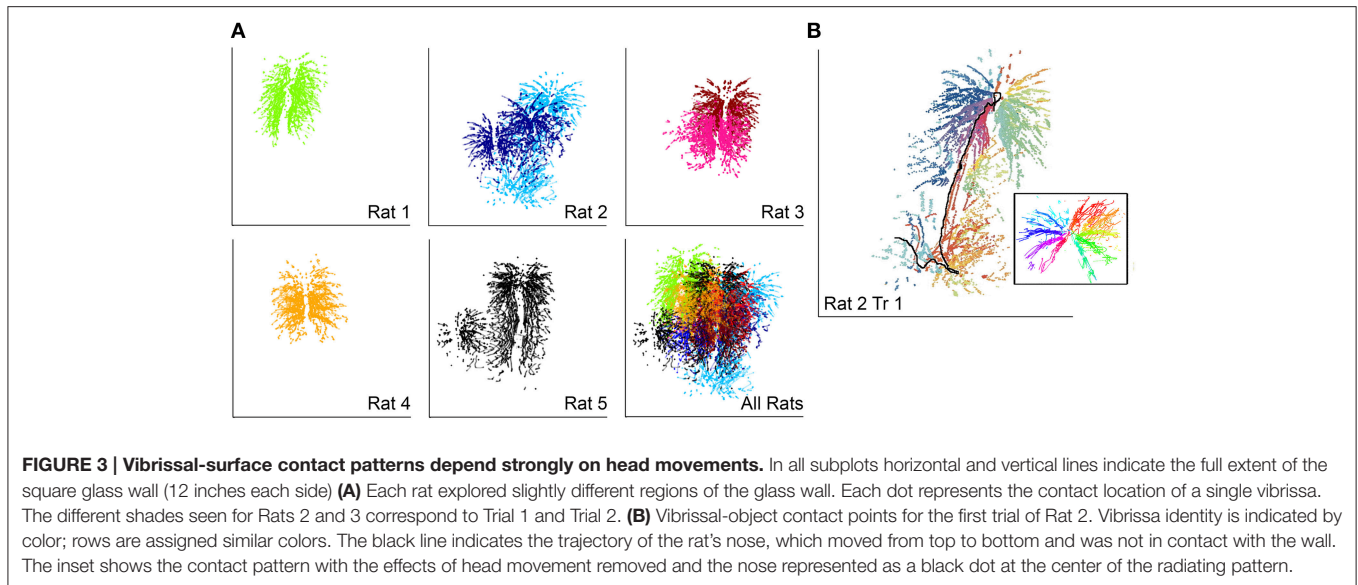 A
B
Rat 1
Rat 2
Rat 3
Rat 4
Rat 5
All Rats
Rat 2 Tr 1
FIGURE 3 | Vibrissal-surface contact patterns depend strongly on head movements. In all subplots horizontal and vertical lines indicate the full extent of the
square glass wall (12 inches each side) (A) Each rat explored slightly different regions of the glass wall. Each dot represents the contact location of a single vibrissa.
The different shades seen for Rats 2 and 3 correspond to Trial 1 and Trial 2. (B) Vibrissal-object contact points for the first trial of Rat 2. Vibrissa identity is indicated by
color; rows are assigned similar colors. The black line indicates the trajectory of the rat's nose, which moved from top to bottom and was not in contact with the wall.
The inset shows the contact pattern with the effects of head movement removed and the nose represented as a black dot at the center of the radiating pattern.